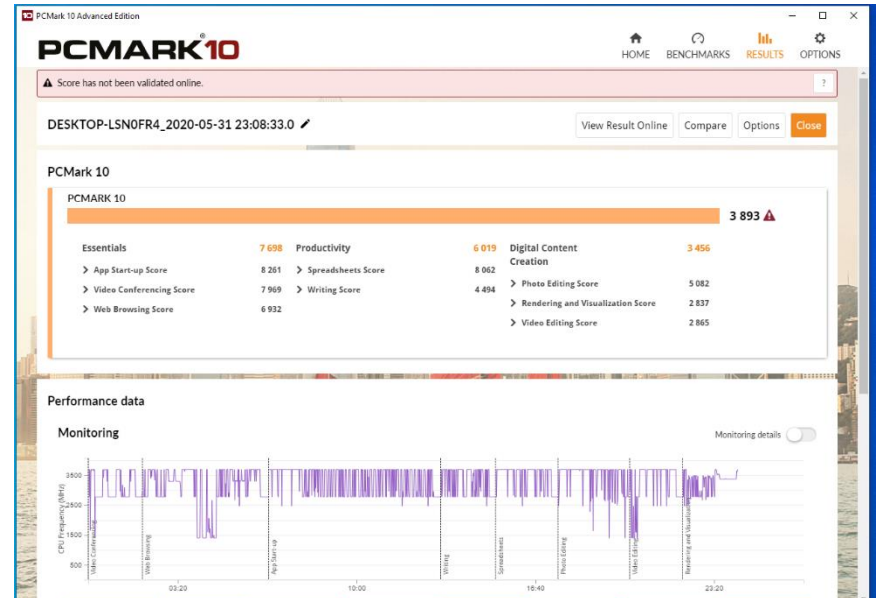 PCMark 10 Advanced Edition
PCMARK 10
HOME BENCHMARKS RESULTS OPTIONS
Score has not been validated online. ?
DESKTOP-LSN0FR4_2020-05-31 23:08:33.0
View Result Online Compare Options Close
PCMark 10
PCMARK 10
3 893
Essentials 7 698 Productivity 6 019 Digital Content Creation 3 456
App Start-up Score 8 261 Spreadsheets Score 8 062
Photo Editing Score 5 082
Video Conferencing Score 7 969 Writing Score 4 494
Rendering and Visualization Score 2 837
Web Browsing Score 6 932
Video Editing Score 2 865
Performance data
Monitoring
Monitoring details
CPU Frequency (MHz)
3500
2500
1500
500
Video Conferencing
Web Browsing
App Start-up
Writing
Spreadsheets
Photo Editing
Video Editing
Rendering and Visualization
03:20 10:00 16:40 23:20